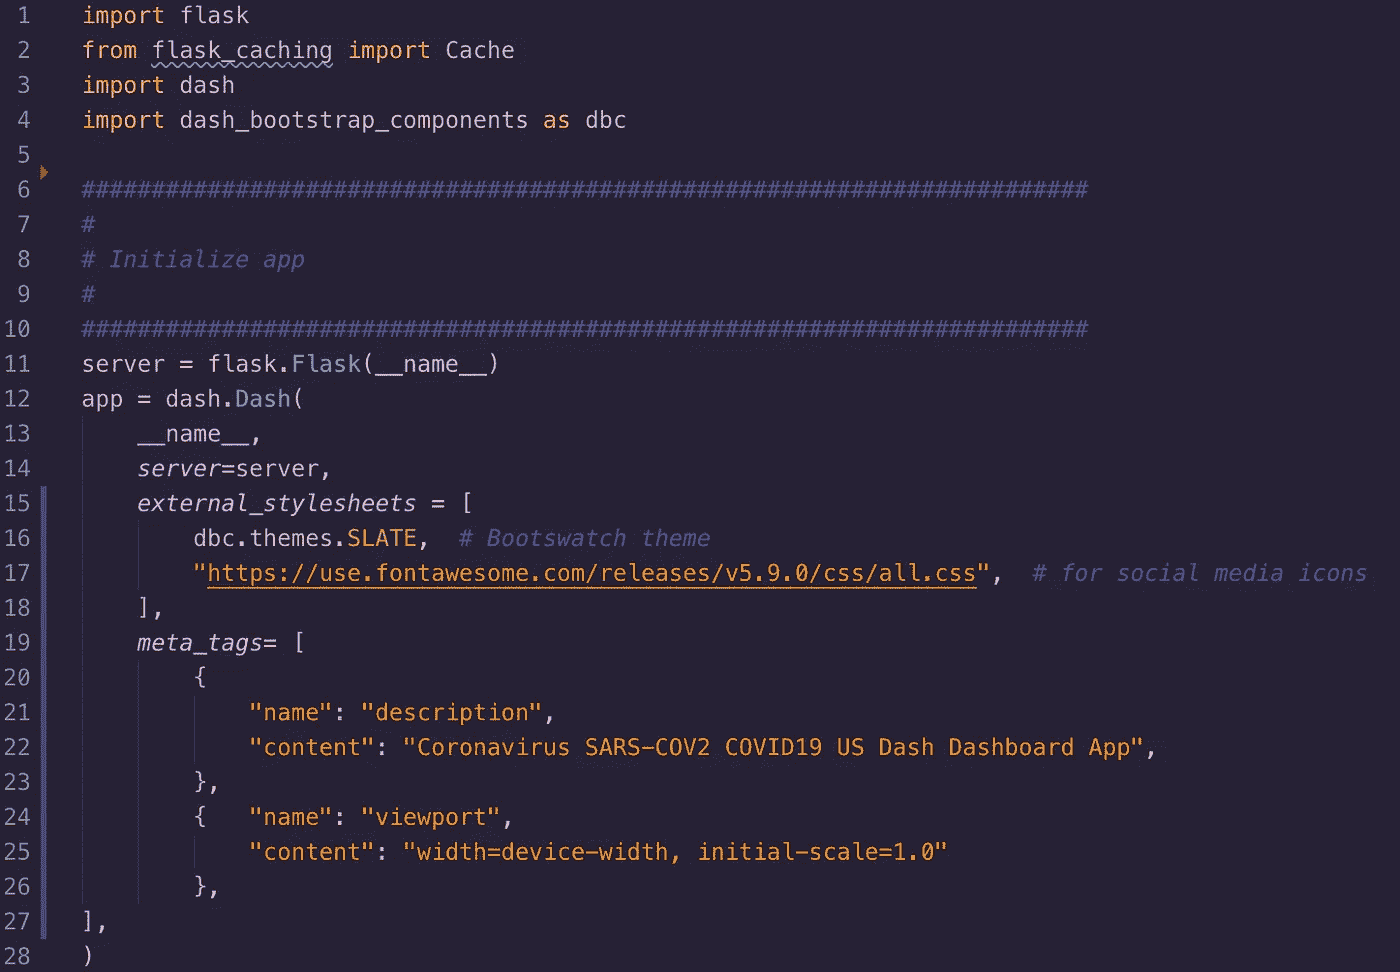 1 import flask
2 from flask_caching import Cache
3 import dash
4 import dash_bootstrap_components as dbc
5
6 ########################################################################
7 #
8 # Initialize app
9 #
10 ########################################################################
11 server = flask.Flask(__name__)
12 app = dash.Dash(
13     __name__,
14     server=server,
15     external_stylesheets = [
16         dbc.themes.SLATE,  # Bootswatch theme
17         "https://use.fontawesome.com/releases/v5.9.0/css/all.css",  # for social media icons
18     ],
19     meta_tags= [
20         {
21             "name": "description",
22             "content": "Coronavirus SARS-COV2 COVID19 US Dash Dashboard App",
23         },
24         {   "name": "viewport",
25             "content": "width=device-width, initial-scale=1.0"
26         },
27 ],
28 )